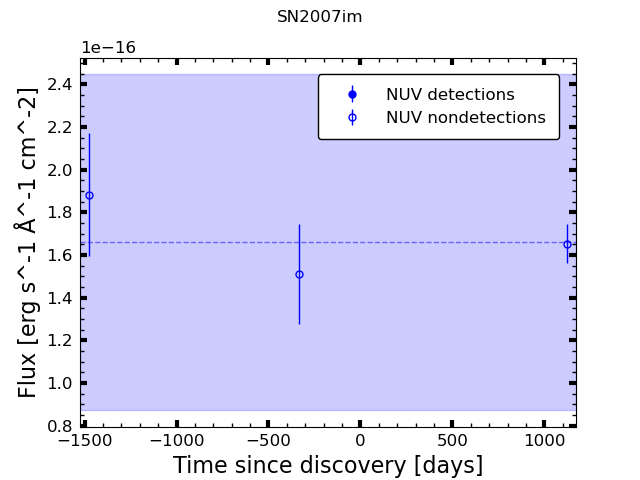 SN2007im
1e−16
NUV detections
NUV nondetections
2.4
2.2
2.0
1.8
1.6
1.4
1.2
1.0
0.8
Flux [erg s^-1 Å^-1 cm^-2]
−1500 −1000 −500 0 500 1000
Time since discovery [days]